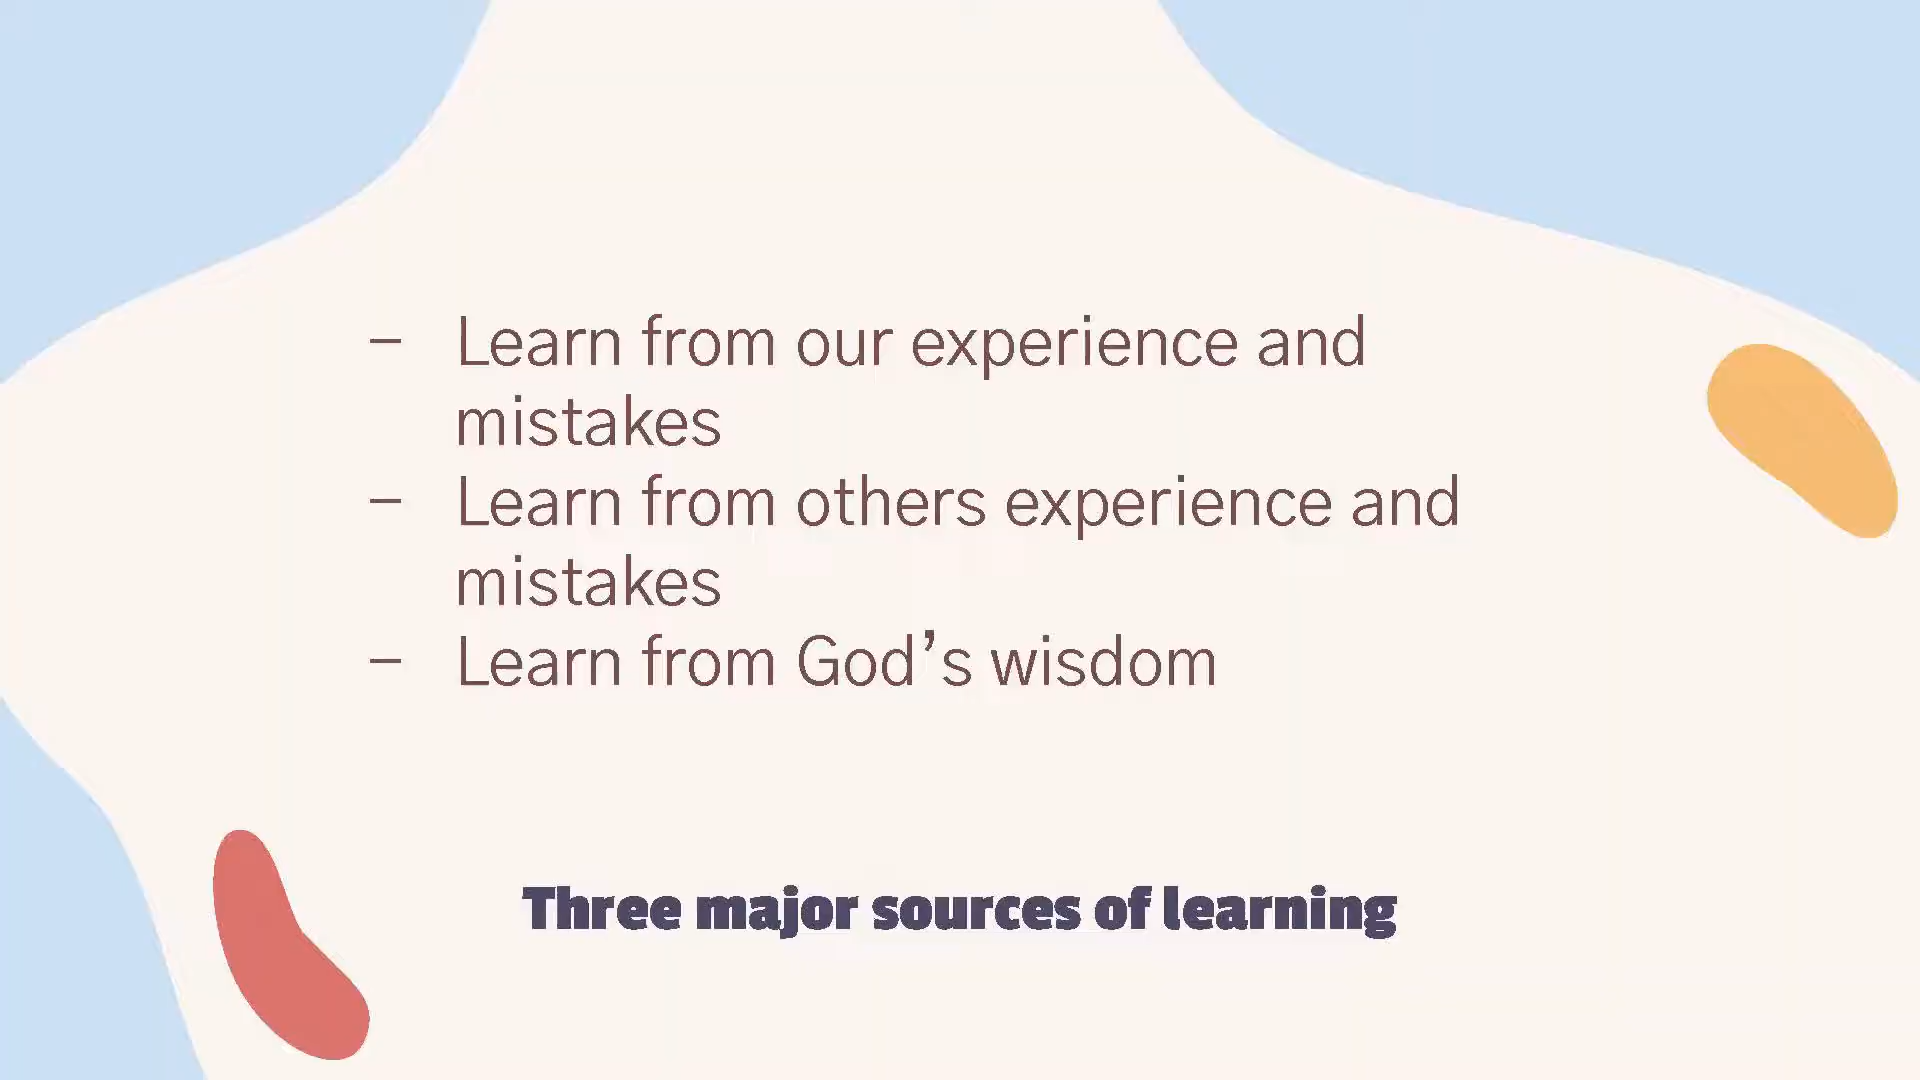 - Learn from our experience and
mistakes
- Learn from others experience and
mistakes
- Learn from God’s wisdom
Three major sources of learning